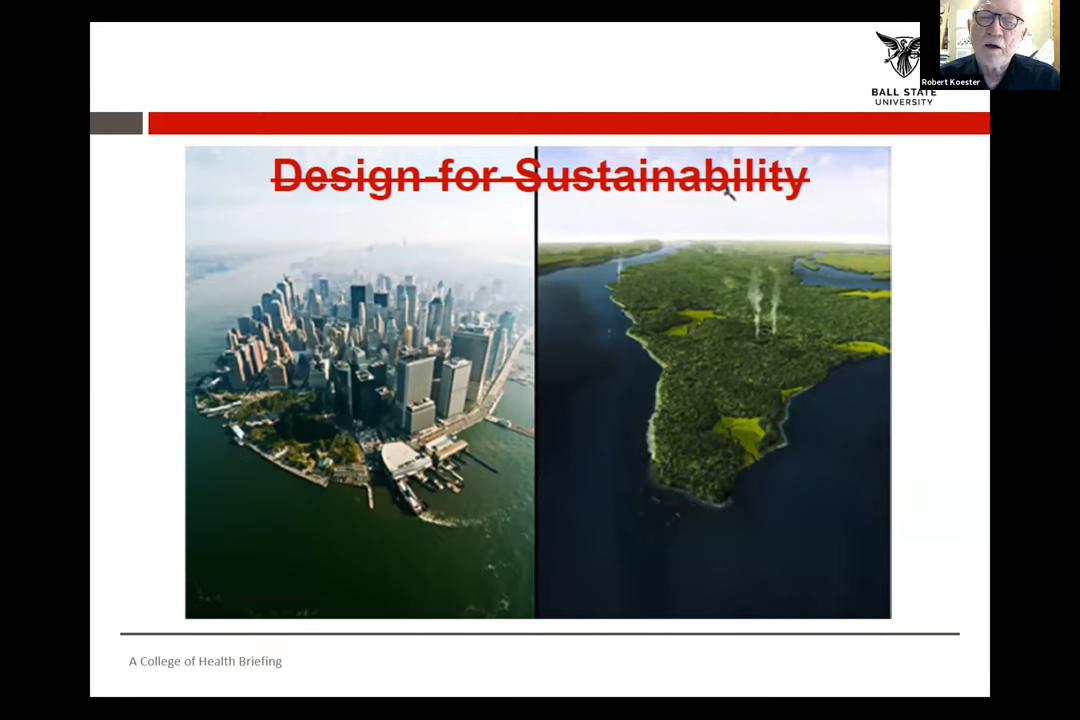 BALL STATE
UNIVERSITY
Robert Koester
Design-for-Sustainability
A College of Health Briefing